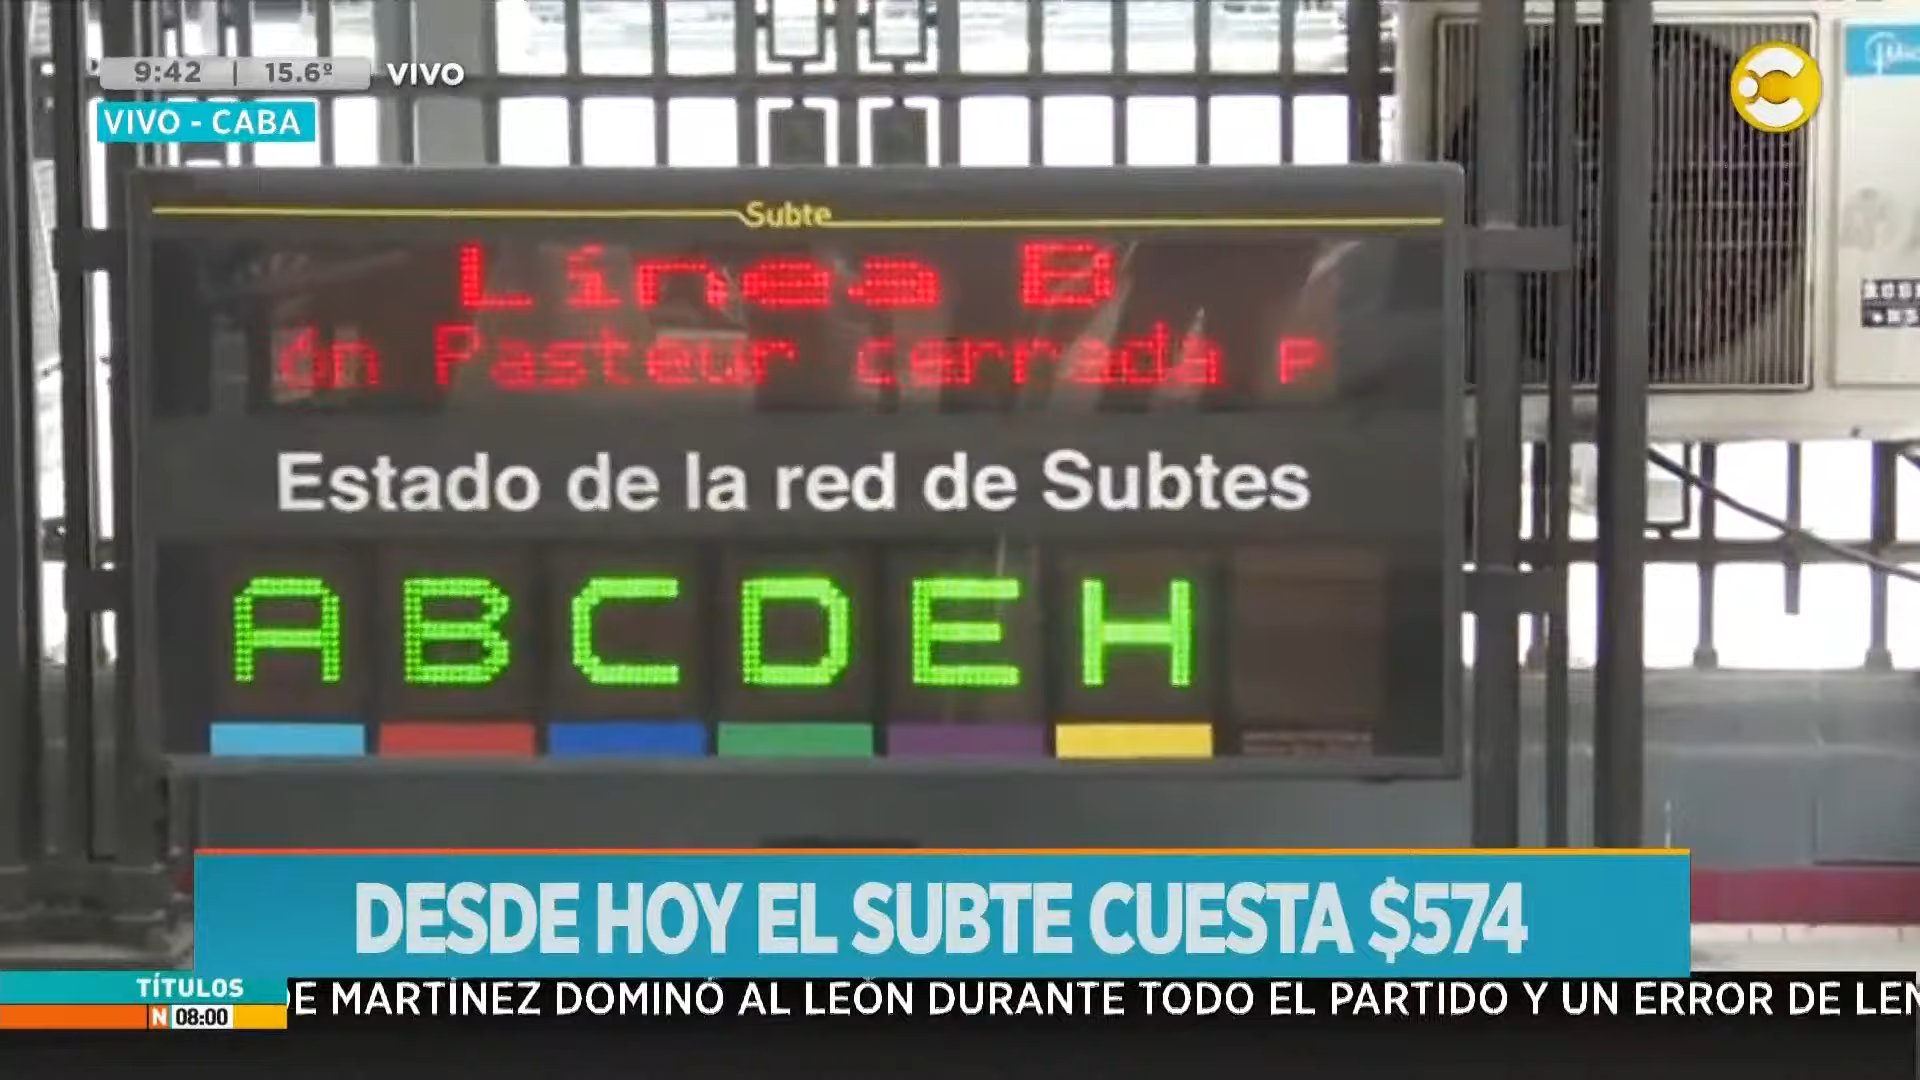 9:42 | 15.6º VIVO
VIVO - CABA
Subte
Línea B
ón Pasteur cerrada P
Estado de la red de Subtes
A B C D E H
DESDE HOY EL SUBTE CUESTA $574
TÍTULOS
N 08:00
DE MARTÍNEZ DOMINÓ AL LEÓN DURANTE TODO EL PARTIDO Y UN ERROR DE LEN